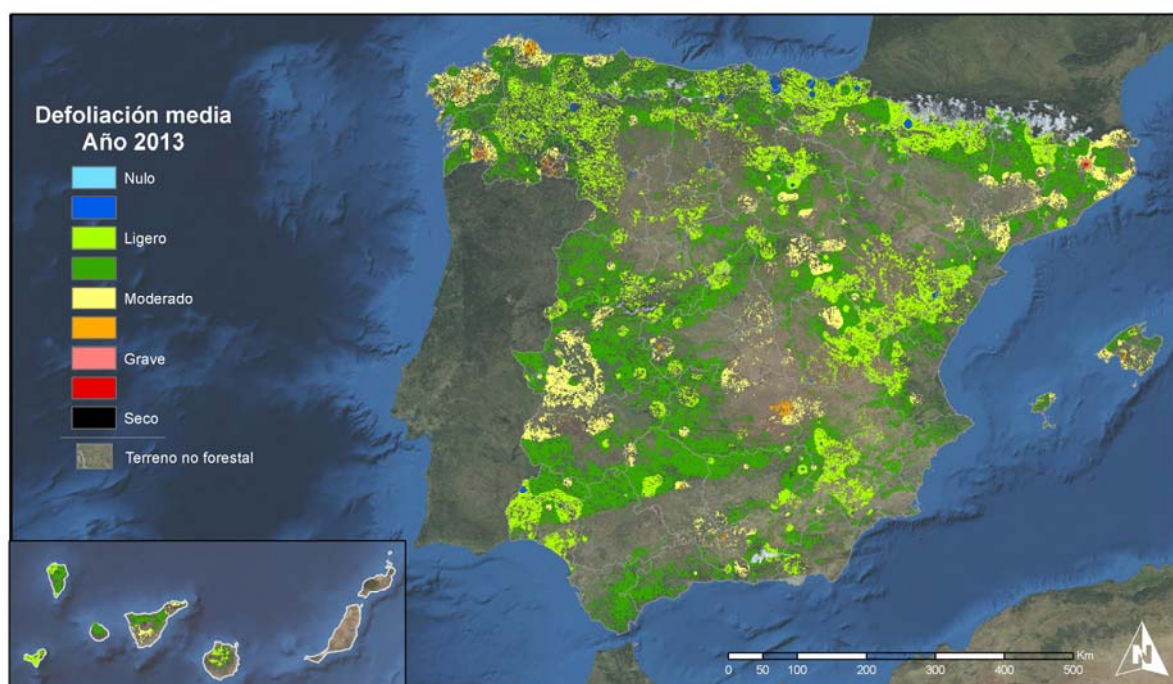 Defoliación media
Año 2013
Nulo
Ligero
Moderado
Grave
Seco
Terreno no forestal
Km
0 50 100 200 300 400 500
N